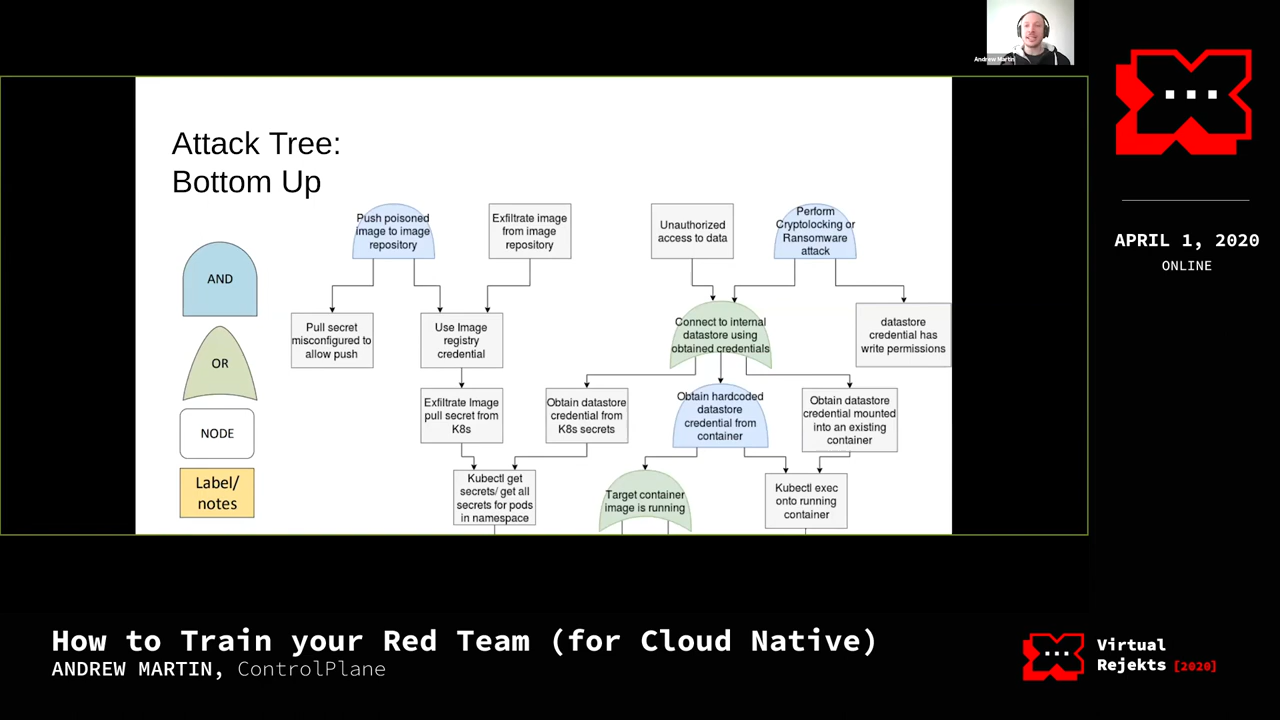 Andrew Martin
APRIL 1, 2020
ONLINE
Attack Tree:
Bottom Up
AND
OR
NODE
Label/
notes
Push poisoned
image to image
repository
Exfiltrate image
from image
repository
Unauthorized
access to data
Perform
Cryptolocking or
Ransomware
attack
Pull secret
misconfigured to
allow push
Use Image
registry
credential
Connect to internal
datastore using
obtained credentials
datastore
credential has
write permissions
Exfiltrate Image
pull secret from
K8s
Obtain datastore
credential from
K8s secrets
Obtain hardcoded
datastore
credential from
container
Obtain datastore
credential mounted
into an existing
container
Kubectl get
secrets/ get all
secrets for pods
in namespace
Target container
image is running
Kubectl exec
onto running
container
How to Train your Red Team (for Cloud Native)
ANDREW MARTIN, ControlPlane
Virtual
Rejekts [2020]